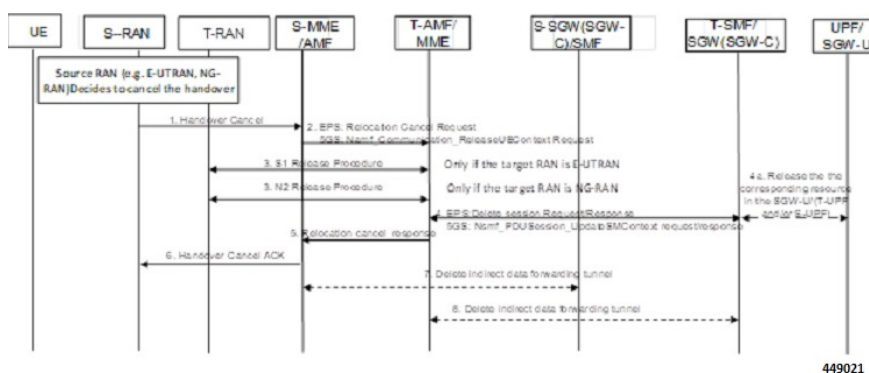 UE
S--RAN
T-RAN
S-MME
/AMF
T-AMF/
MME
S-SGW(SGW-
C)/SMF
T-SMF/
SGW(SGW-C)
UPF/
SGW-U
Source RAN (e.g. E-UTRAN, NG-
RAN)Decides to cancel the handover
1. Handover Cancel
2. EPS: Relocation Cancel Request
5GS: Namf_Communication_ReleaseUEContext Request
3. S1 Release Procedure
Only if the target RAN is E-UTRAN
3. N2 Release Procedure
Only if the target RAN is NG-RAN
4a. Release the the
corresponding resource
in the SGW-U/(T-UPF
and/or S-UPF)
4. EPS:Delete session Request/Response
5GS: Nsmf_PDUSession_UpdateSMContext request/response
5. Relocation cancel response
6. Handover Cancel ACK
7. Delete indirect data forwarding tunnel
8. Delete indirect data forwarding tunnel
449021